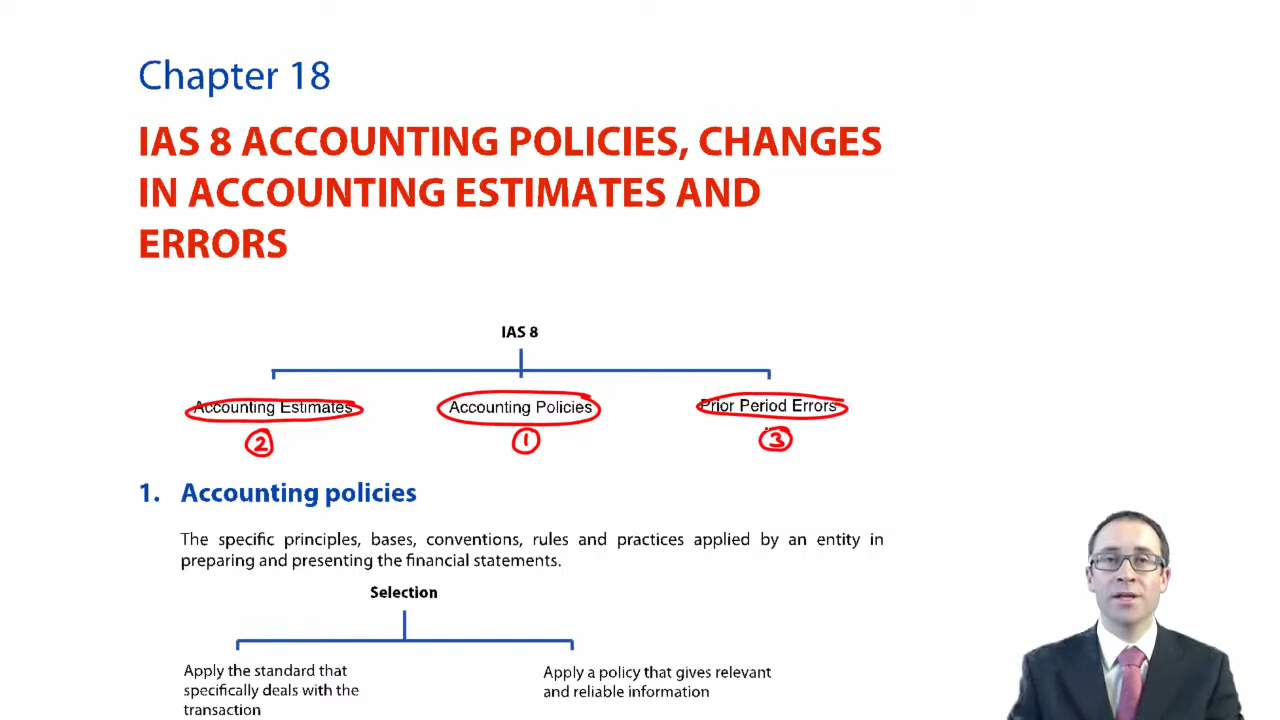 Chapter 18
IAS 8 ACCOUNTING POLICIES, CHANGES
IN ACCOUNTING ESTIMATES AND
ERRORS
IAS 8
Accounting Estimates Accounting Policies Prior Period Errors
2 1 3
1. Accounting policies
The specific principles, bases, conventions, rules and practices applied by an entity in
preparing and presenting the financial statements.
Selection
Apply the standard that
specifically deals with the
transaction
Apply a policy that gives relevant
and reliable information